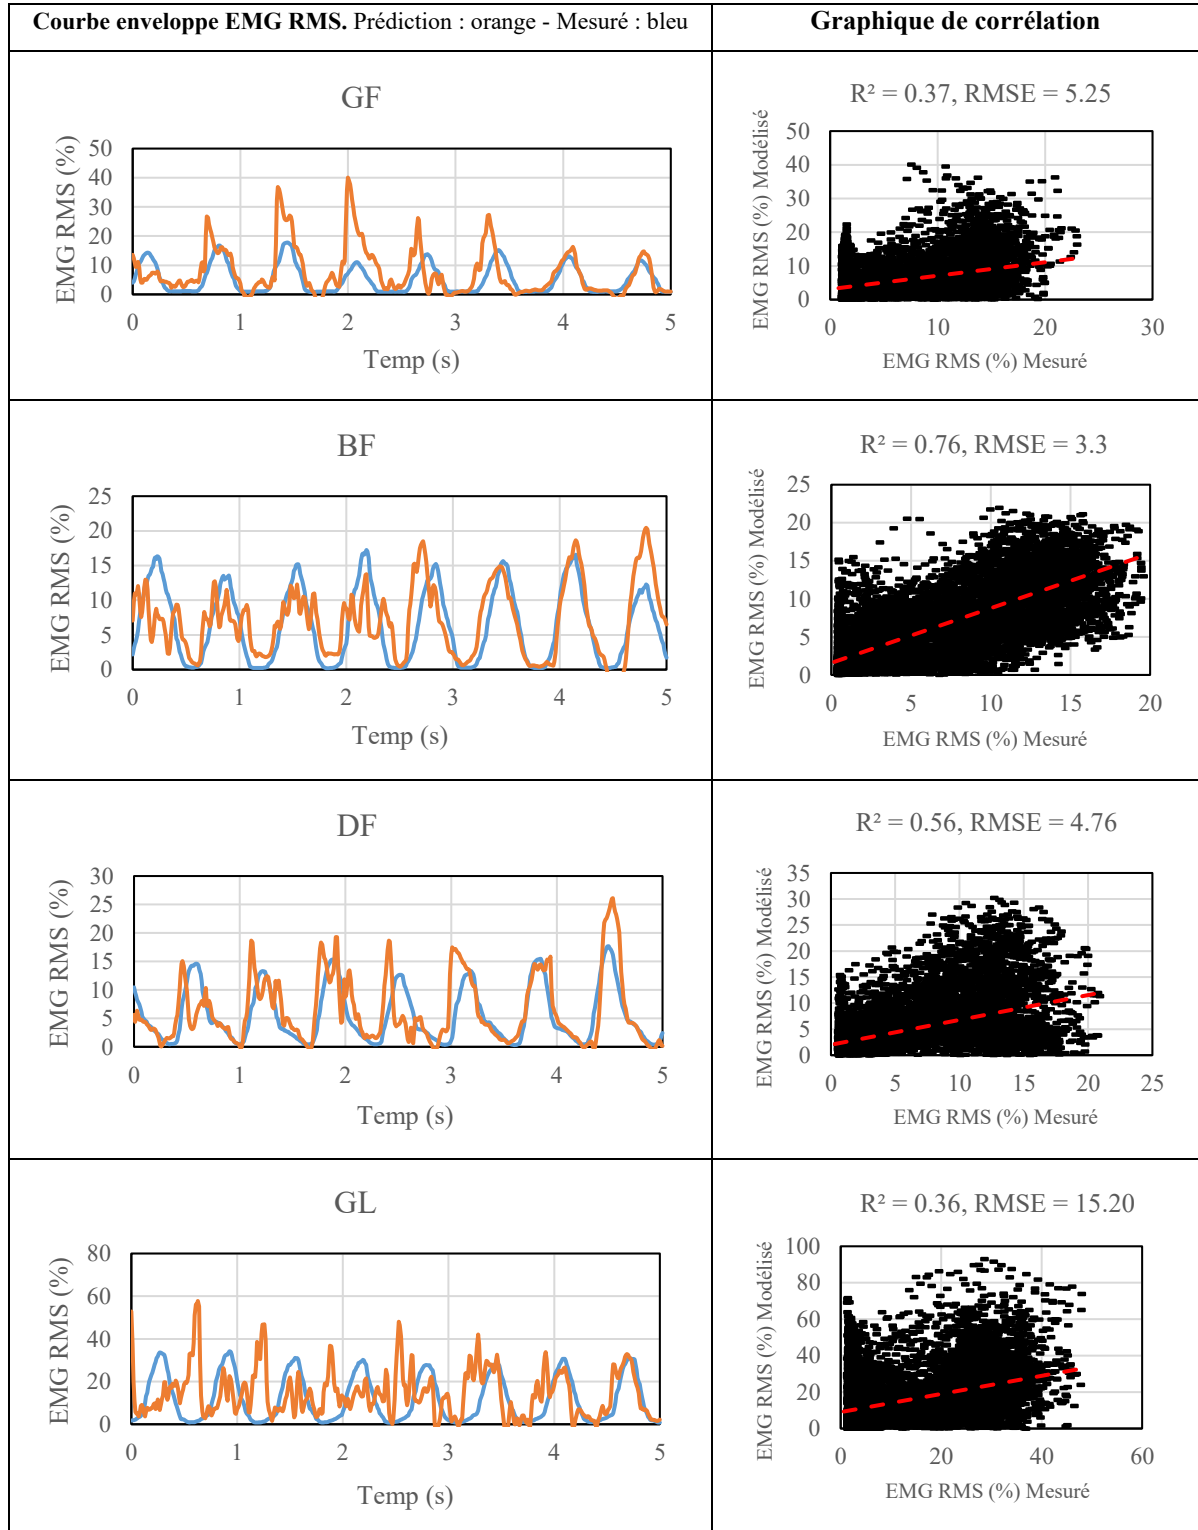 Courbe enveloppe EMG RMS. Prédiction : orange - Mesuré : bleu
Graphique de corrélation
GF
EMG RMS (%)
50
40
30
20
10
0
0 1 2 3 4 5
Temp (s)
R² = 0.37, RMSE = 5.25
EMG RMS (%) Modélisé
50
40
30
20
10
0
0 10 20 30
EMG RMS (%) Mesuré
BF
EMG RMS (%)
25
20
15
10
5
0
0 1 2 3 4 5
Temp (s)
R² = 0.76, RMSE = 3.3
EMG RMS (%) Modélisé
25
20
15
10
5
0
0 5 10 15 20
EMG RMS (%) Mesuré
DF
EMG RMS (%)
30
25
20
15
10
5
0
0 1 2 3 4 5
Temp (s)
R² = 0.56, RMSE = 4.76
EMG RMS (%) Modélisé
35
30
25
20
15
10
5
0
0 5 10 15 20 25
EMG RMS (%) Mesuré
GL
EMG RMS (%)
80
60
40
20
0
0 1 2 3 4 5
Temp (s)
R² = 0.36, RMSE = 15.20
EMG RMS (%) Modélisé
100
80
60
40
20
0
0 20 40 60
EMG RMS (%) Mesuré